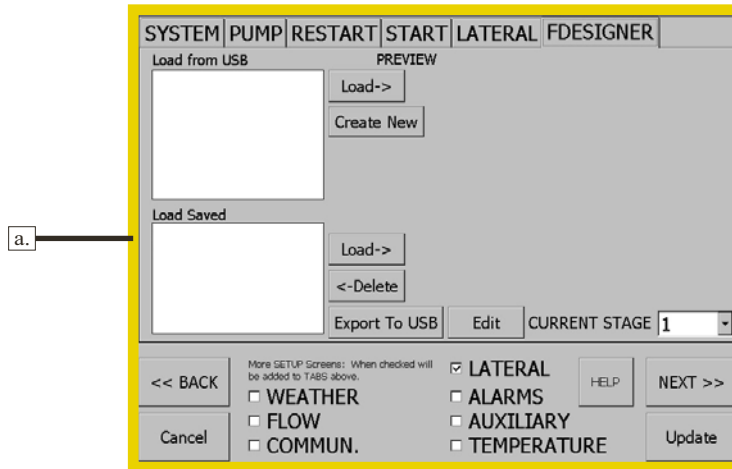 SYSTEM PUMP RESTART START LATERAL FDESIGNER
Load from USB
PREVIEW
Load->
Create New
a.
Load Saved
Load->
<-Delete
Export To USB
Edit
CURRENT STAGE 1
<< BACK
More SETUP Screens: When checked will
be added to TABS above.
LATERAL
HELP
NEXT >>
WEATHER
ALARMS
FLOW
AUXILIARY
Cancel
COMMUN.
TEMPERATURE
Update